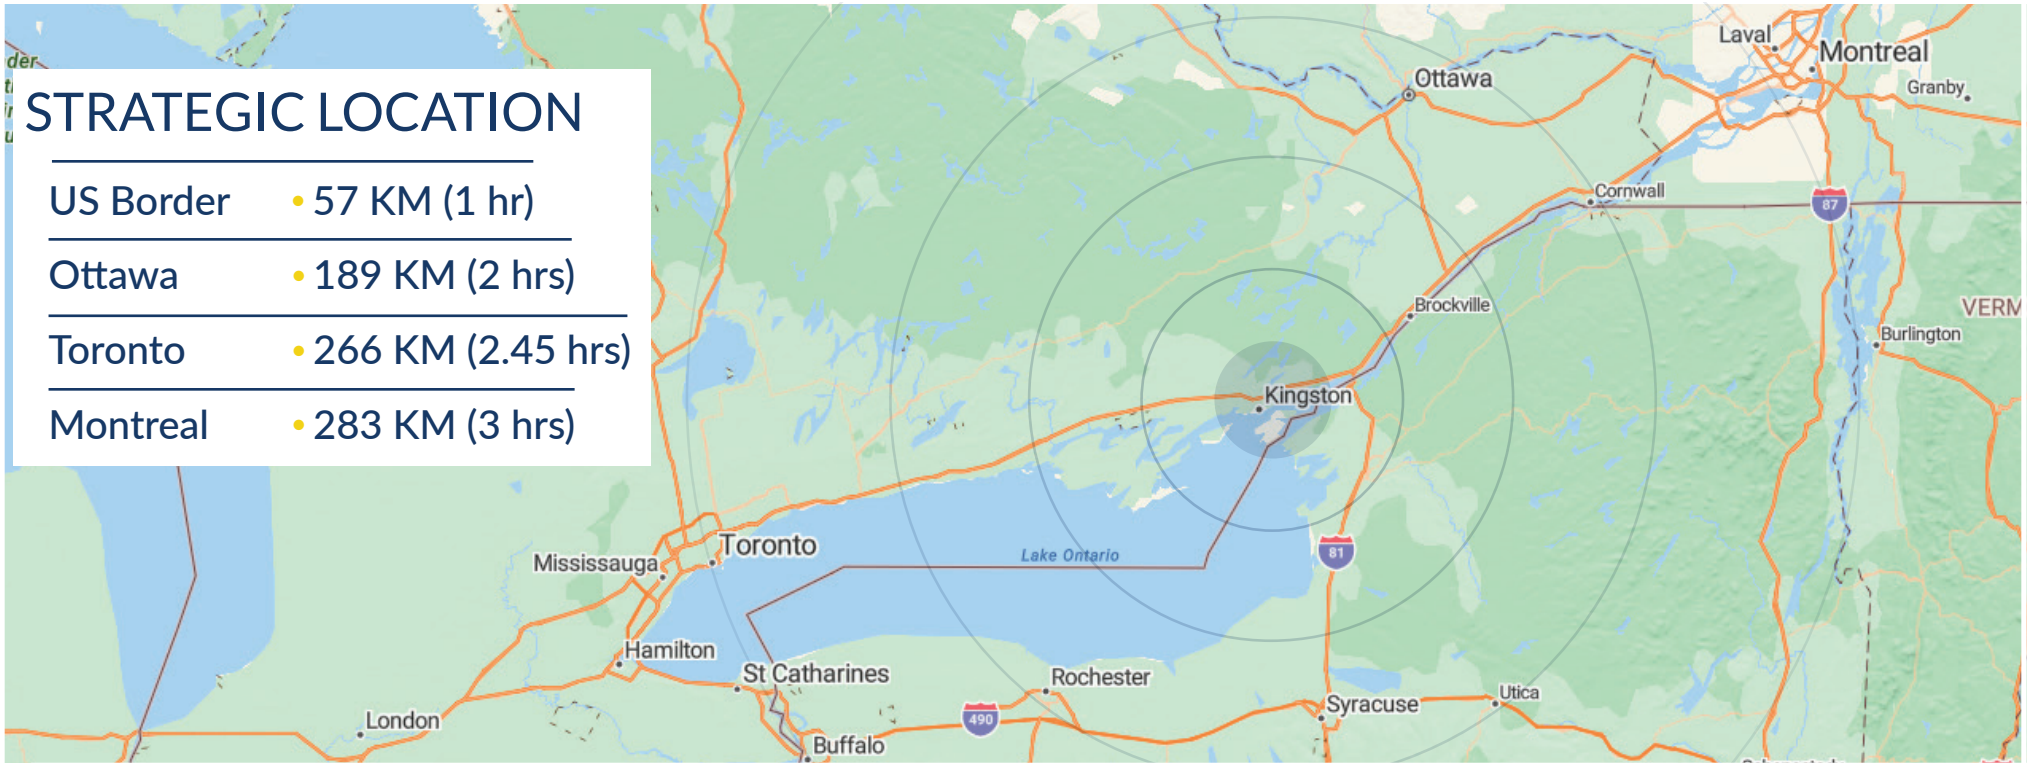 STRATEGIC LOCATION
US Border • 57 KM (1 hr)
Ottawa • 189 KM (2 hrs)
Toronto • 266 KM (2.45 hrs)
Montreal • 283 KM (3 hrs)
der
Laval
Montreal
Granby
Ottawa
Cornwall
87
Brockville
VERM
Burlington
Kingston
Toronto
Mississauga
Lake Ontario
81
Hamilton
St Catharines
Rochester
London
490
Syracuse
Utica
Buffalo